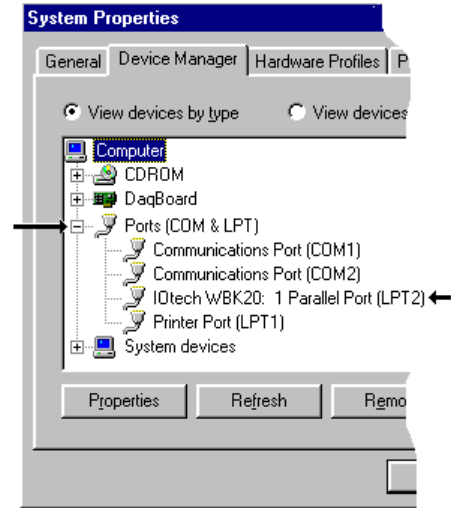 System Properties
General Device Manager Hardware Profiles P
View devices by type View devices
Computer
CDROM
DaqBoard
Ports (COM & LPT)
Communications Port (COM1)
Communications Port (COM2)
IOtech WBK20: 1 Parallel Port (LPT2)
Printer Port (LPT1)
System devices
Properties Refresh Remo